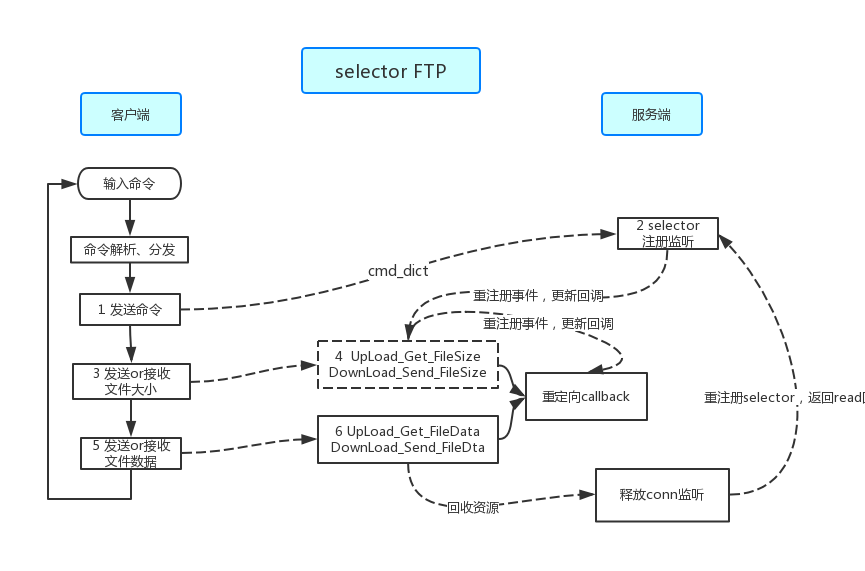 selector FTP
客户端
服务端
输入命令
命令解析、分发
1 发送命令
cmd_dict
2 selector
注册监听
重注册事件，更新回调
重注册事件，更新回调
3 发送or接收
文件大小
4 UpLoad_Get_FileSize
DownLoad_Send_FileSize
重定向callback
重注册selector，返回read[
5 发送or接收
文件数据
6 UpLoad_Get_FileData
DownLoad_Send_FileDta
回收资源
释放conn监听